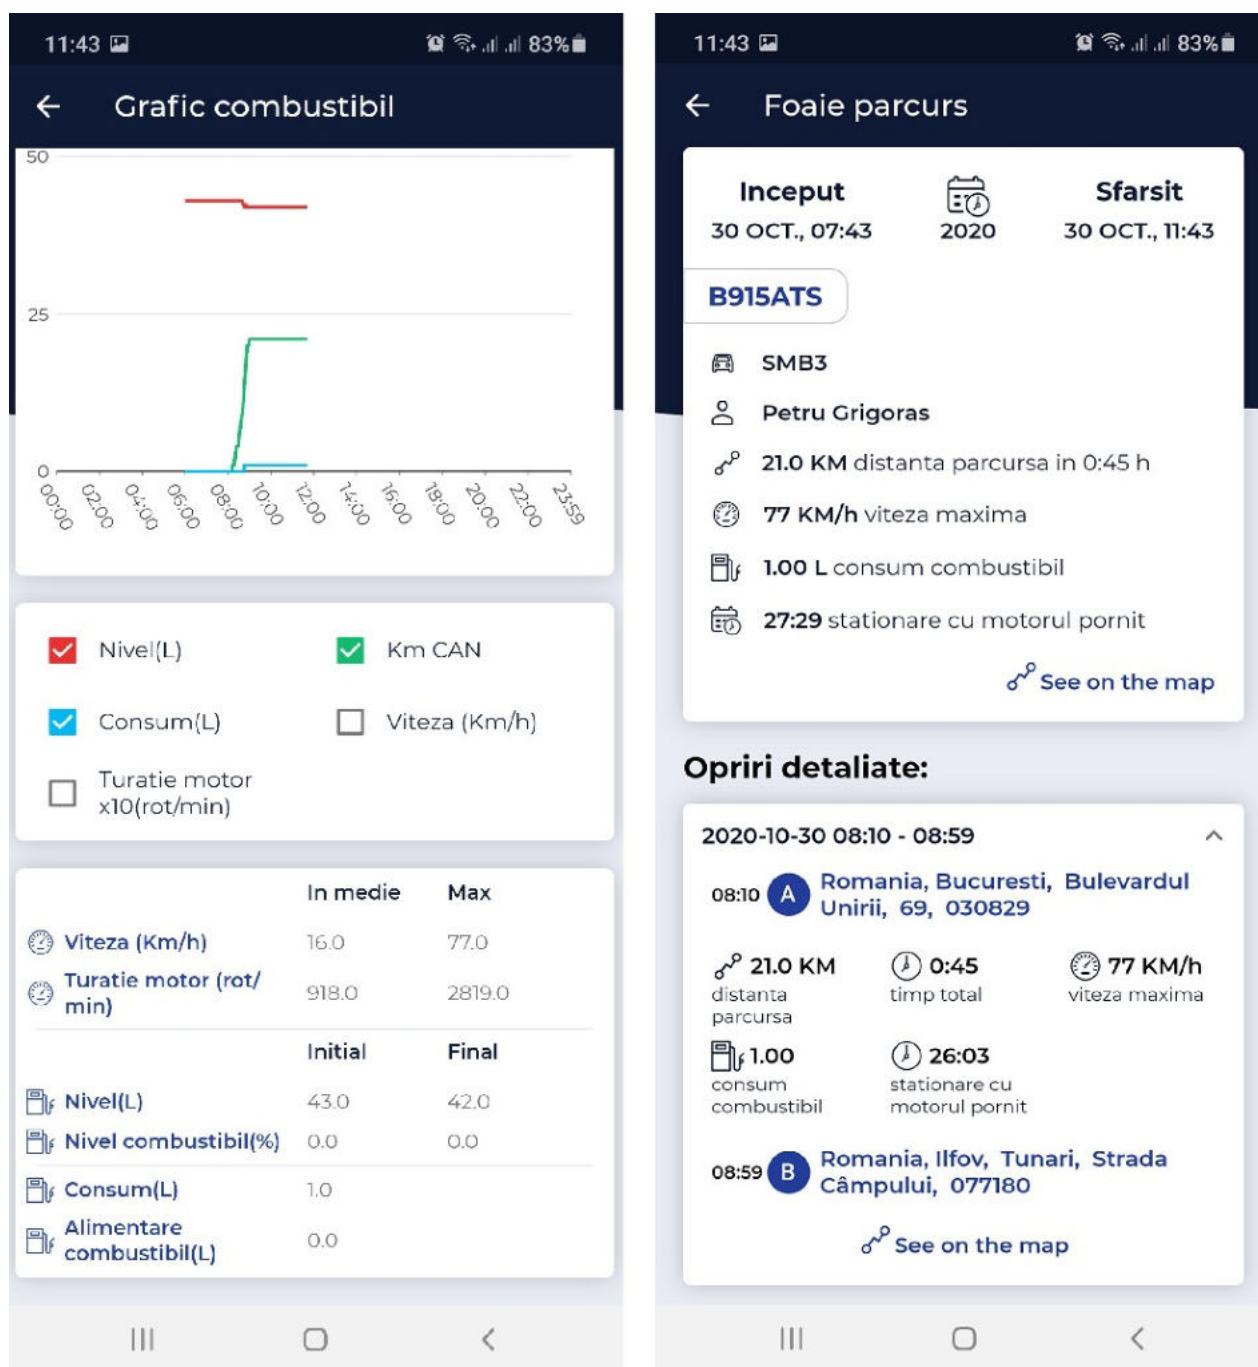 11:43
83%
Grafic combustibil
50
25
0
00:00 02:00 04:00 06:00 08:00 10:00 12:00 14:00 16:00 18:00 20:00 22:00 23:59
Nivel(L)
Km CAN
Consum(L)
Viteza (Km/h)
Turatie motor
x10(rot/min)
In medie Max
Viteza (Km/h) 16.0 77.0
Turatie motor (rot/
min) 918.0 2819.0
Initial Final
Nivel(L) 43.0 42.0
Nivel combustibil(%) 0.0 0.0
Consum(L) 1.0
Alimentare
combustibil(L) 0.0
11:43
83%
Foaie parcurs
Inceput Sfarsit
30 OCT., 07:43 2020 30 OCT., 11:43
B915ATS
SMB3
Petru Grigoras
21.0 KM distanta parcursa in 0:45 h
77 KM/h viteza maxima
1.00 L consum combustibil
27:29 stationare cu motorul pornit
See on the map
Opriri detaliate:
2020-10-30 08:10 - 08:59
08:10 A Romania, Bucuresti, Bulevardul
Unirii, 69, 030829
21.0 KM 0:45 77 KM/h
distanta timp total viteza maxima
parcursa
1.00 26:03
consum stationare cu
combustibil motorul pornit
08:59 B Romania, Ilfov, Tunari, Strada
Câmpului, 077180
See on the map